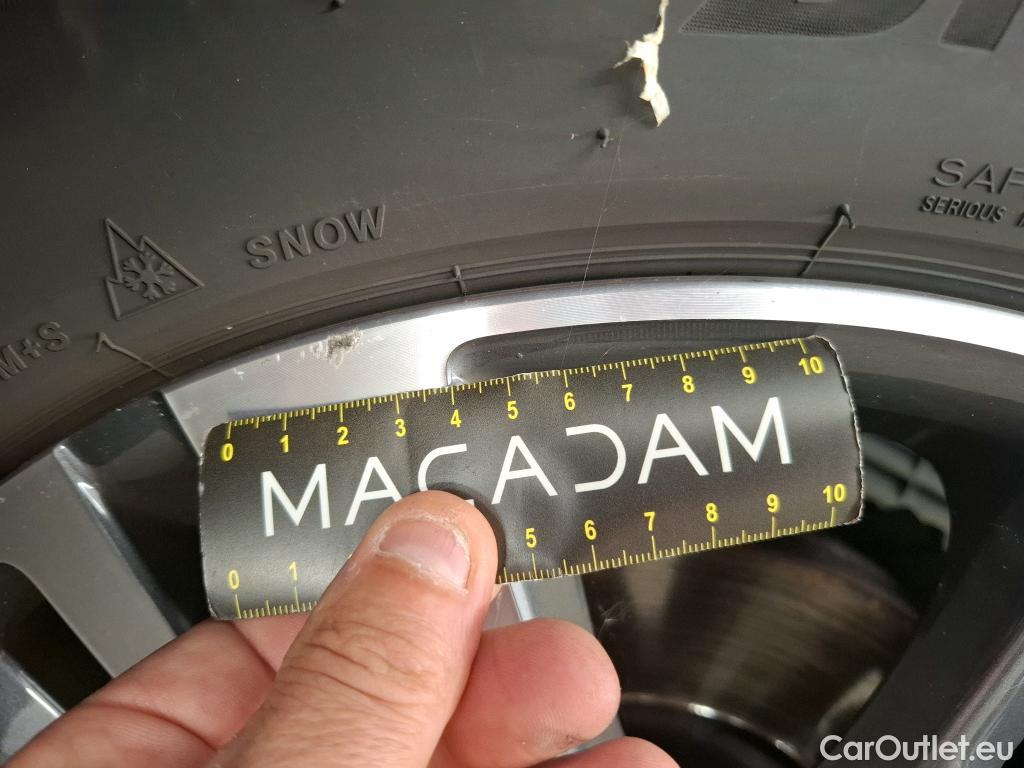 SNOW
M+S
SERIOUS
0 1 2 3 4 5 6 7 8 9 10
MACADAM
0 1 5 6 7 8 9 10
CarOutlet.eu